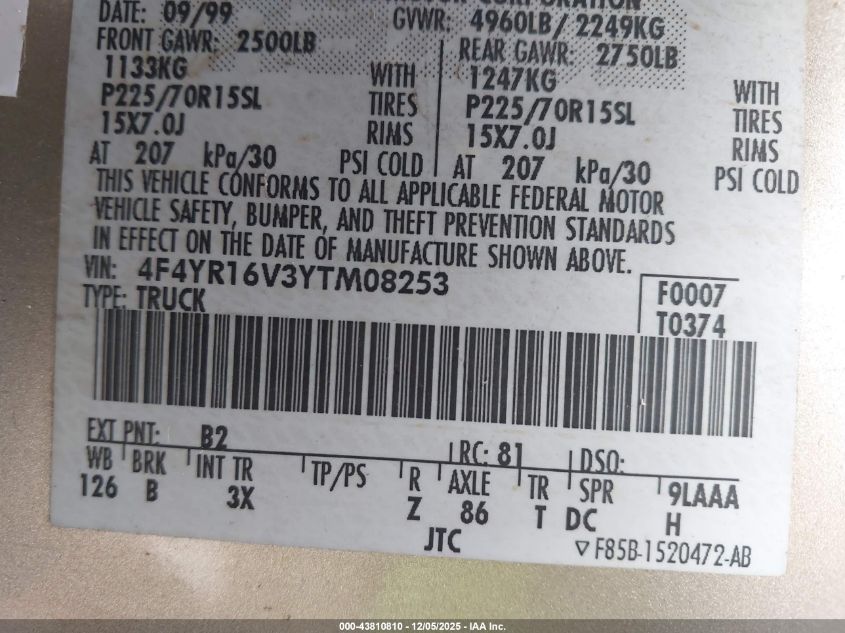 CORPORATION
DATE: 09/99 GVWR: 4960LB/ 2249KG
FRONT GAWR: 2500LB REAR GAWR: 2750LB
1133KG WITH 1247KG WITH
P225/70R15SL TIRES P225/70R15SL TIRES
15X7.0J RIMS 15X7.0J RIMS
AT 207 kPa/30 PSI COLD AT 207 kPa/30 PSI COLD
THIS VEHICLE CONFORMS TO ALL APPLICABLE FEDERAL MOTOR
VEHICLE SAFETY, BUMPER, AND THEFT PREVENTION STANDARDS
IN EFFECT ON THE DATE OF MANUFACTURE SHOWN ABOVE.
VIN: 4F4YR16V3YTM08253
TYPE: TRUCK
F0007
T0374
EXT PNT: B2 RC: 81 DSO:
WB BRK INT TR TP/PS R AXLE TR SPR 9LAAA
126 B 3X Z 86 T DC H
JTC F85B-1520472-AB
000-43810810 - 12/05/2025 - IAA Inc.